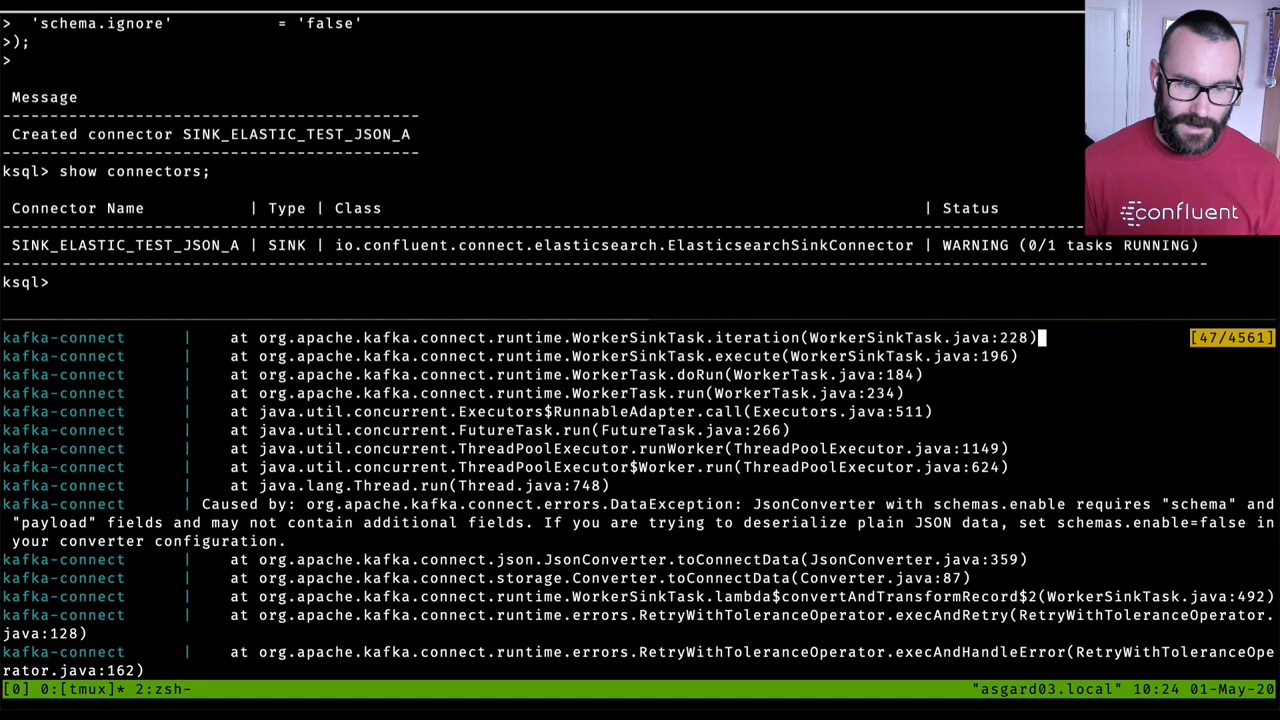 >  'schema.ignore'            = 'false'
>);
>
Message
Created connector SINK_ELASTIC_TEST_JSON_A
ksql> show connectors;
Connector Name           | Type | Class                                                         | Status
SINK_ELASTIC_TEST_JSON_A | SINK | io.confluent.connect.elasticsearch.ElasticsearchSinkConnector | WARNING (0/1 tasks RUNNING)
ksql>
confluent
kafka-connect      |    at org.apache.kafka.connect.runtime.WorkerSinkTask.iteration(WorkerSinkTask.java:228) [47/4561]
kafka-connect      |    at org.apache.kafka.connect.runtime.WorkerSinkTask.execute(WorkerSinkTask.java:196)
kafka-connect      |    at org.apache.kafka.connect.runtime.WorkerTask.doRun(WorkerTask.java:184)
kafka-connect      |    at org.apache.kafka.connect.runtime.WorkerTask.run(WorkerTask.java:234)
kafka-connect      |    at java.util.concurrent.Executors$RunnableAdapter.call(Executors.java:511)
kafka-connect      |    at java.util.concurrent.FutureTask.run(FutureTask.java:266)
kafka-connect      |    at java.util.concurrent.ThreadPoolExecutor.runWorker(ThreadPoolExecutor.java:1149)
kafka-connect      |    at java.util.concurrent.ThreadPoolExecutor$Worker.run(ThreadPoolExecutor.java:624)
kafka-connect      |    at java.lang.Thread.run(Thread.java:748)
kafka-connect      | Caused by: org.apache.kafka.connect.errors.DataException: JsonConverter with schemas.enable requires "schema" and
"payload" fields and may not contain additional fields. If you are trying to deserialize plain JSON data, set schemas.enable=false in
your converter configuration.
kafka-connect      |    at org.apache.kafka.connect.json.JsonConverter.toConnectData(JsonConverter.java:359)
kafka-connect      |    at org.apache.kafka.connect.storage.Converter.toConnectData(Converter.java:87)
kafka-connect      |    at org.apache.kafka.connect.runtime.WorkerSinkTask.lambda$convertAndTransformRecord$2(WorkerSinkTask.java:492)
kafka-connect      |    at org.apache.kafka.connect.runtime.errors.RetryWithToleranceOperator.execAndRetry(RetryWithToleranceOperator.
java:128)
kafka-connect      |    at org.apache.kafka.connect.runtime.errors.RetryWithToleranceOperator.execAndHandleError(RetryWithToleranceOpe
rator.java:162)
[0] 0:[tmux]* 2:zsh- "asgard03.local" 10:24 01-May-20